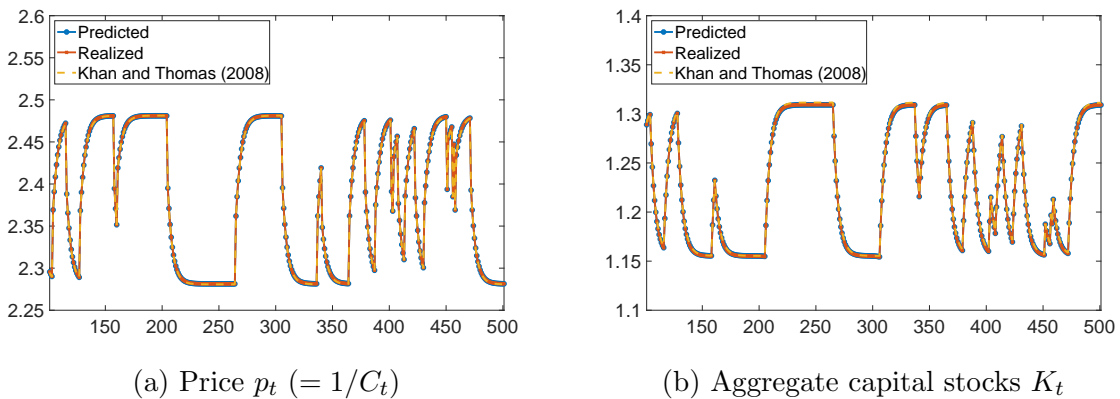 2.6
2.55
2.5
2.45
2.4
2.35
2.3
2.25
Predicted
Realized
Khan and Thomas (2008)
150 200 250 300 350 400 450 500
(a) Price p_t (= 1/C_t)
1.4
1.35
1.3
1.25
1.2
1.15
1.1
Predicted
Realized
Khan and Thomas (2008)
150 200 250 300 350 400 450 500
(b) Aggregate capital stocks K_t